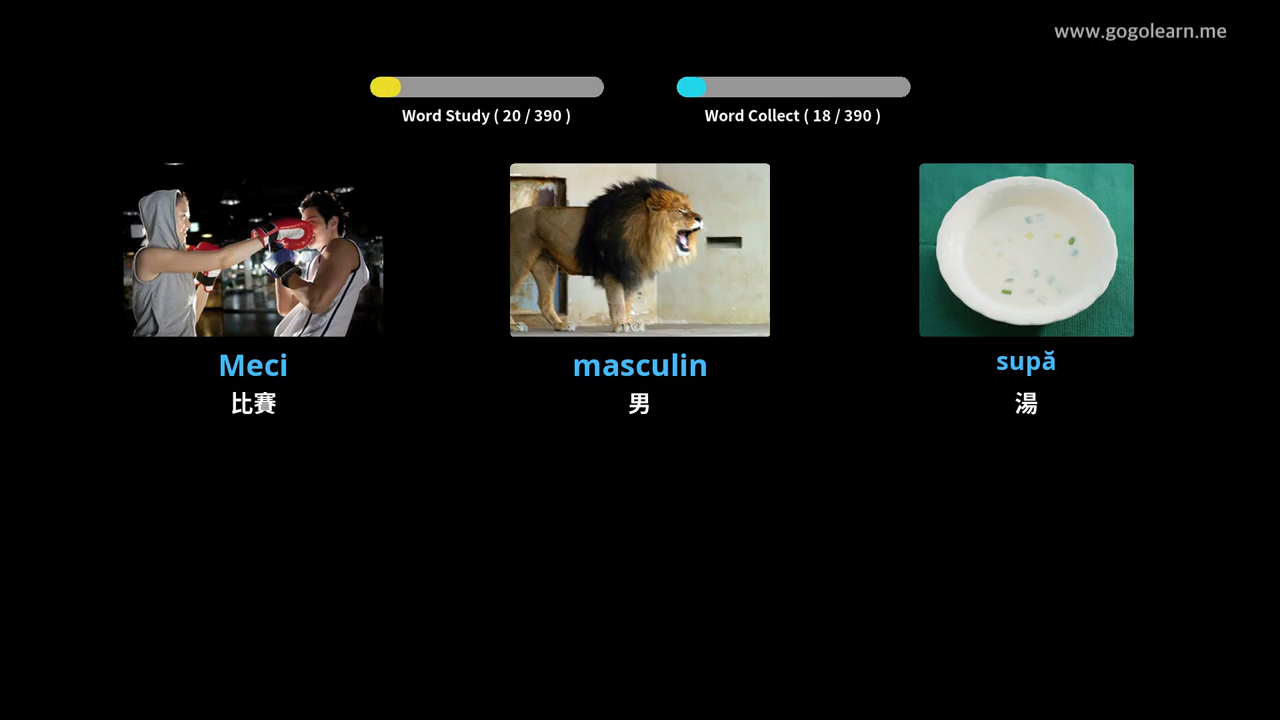 www.gogolearn.me
Word Study ( 20 / 390 )
Word Collect ( 18 / 390 )
Meci
比賽
masculin
男
supă
湯